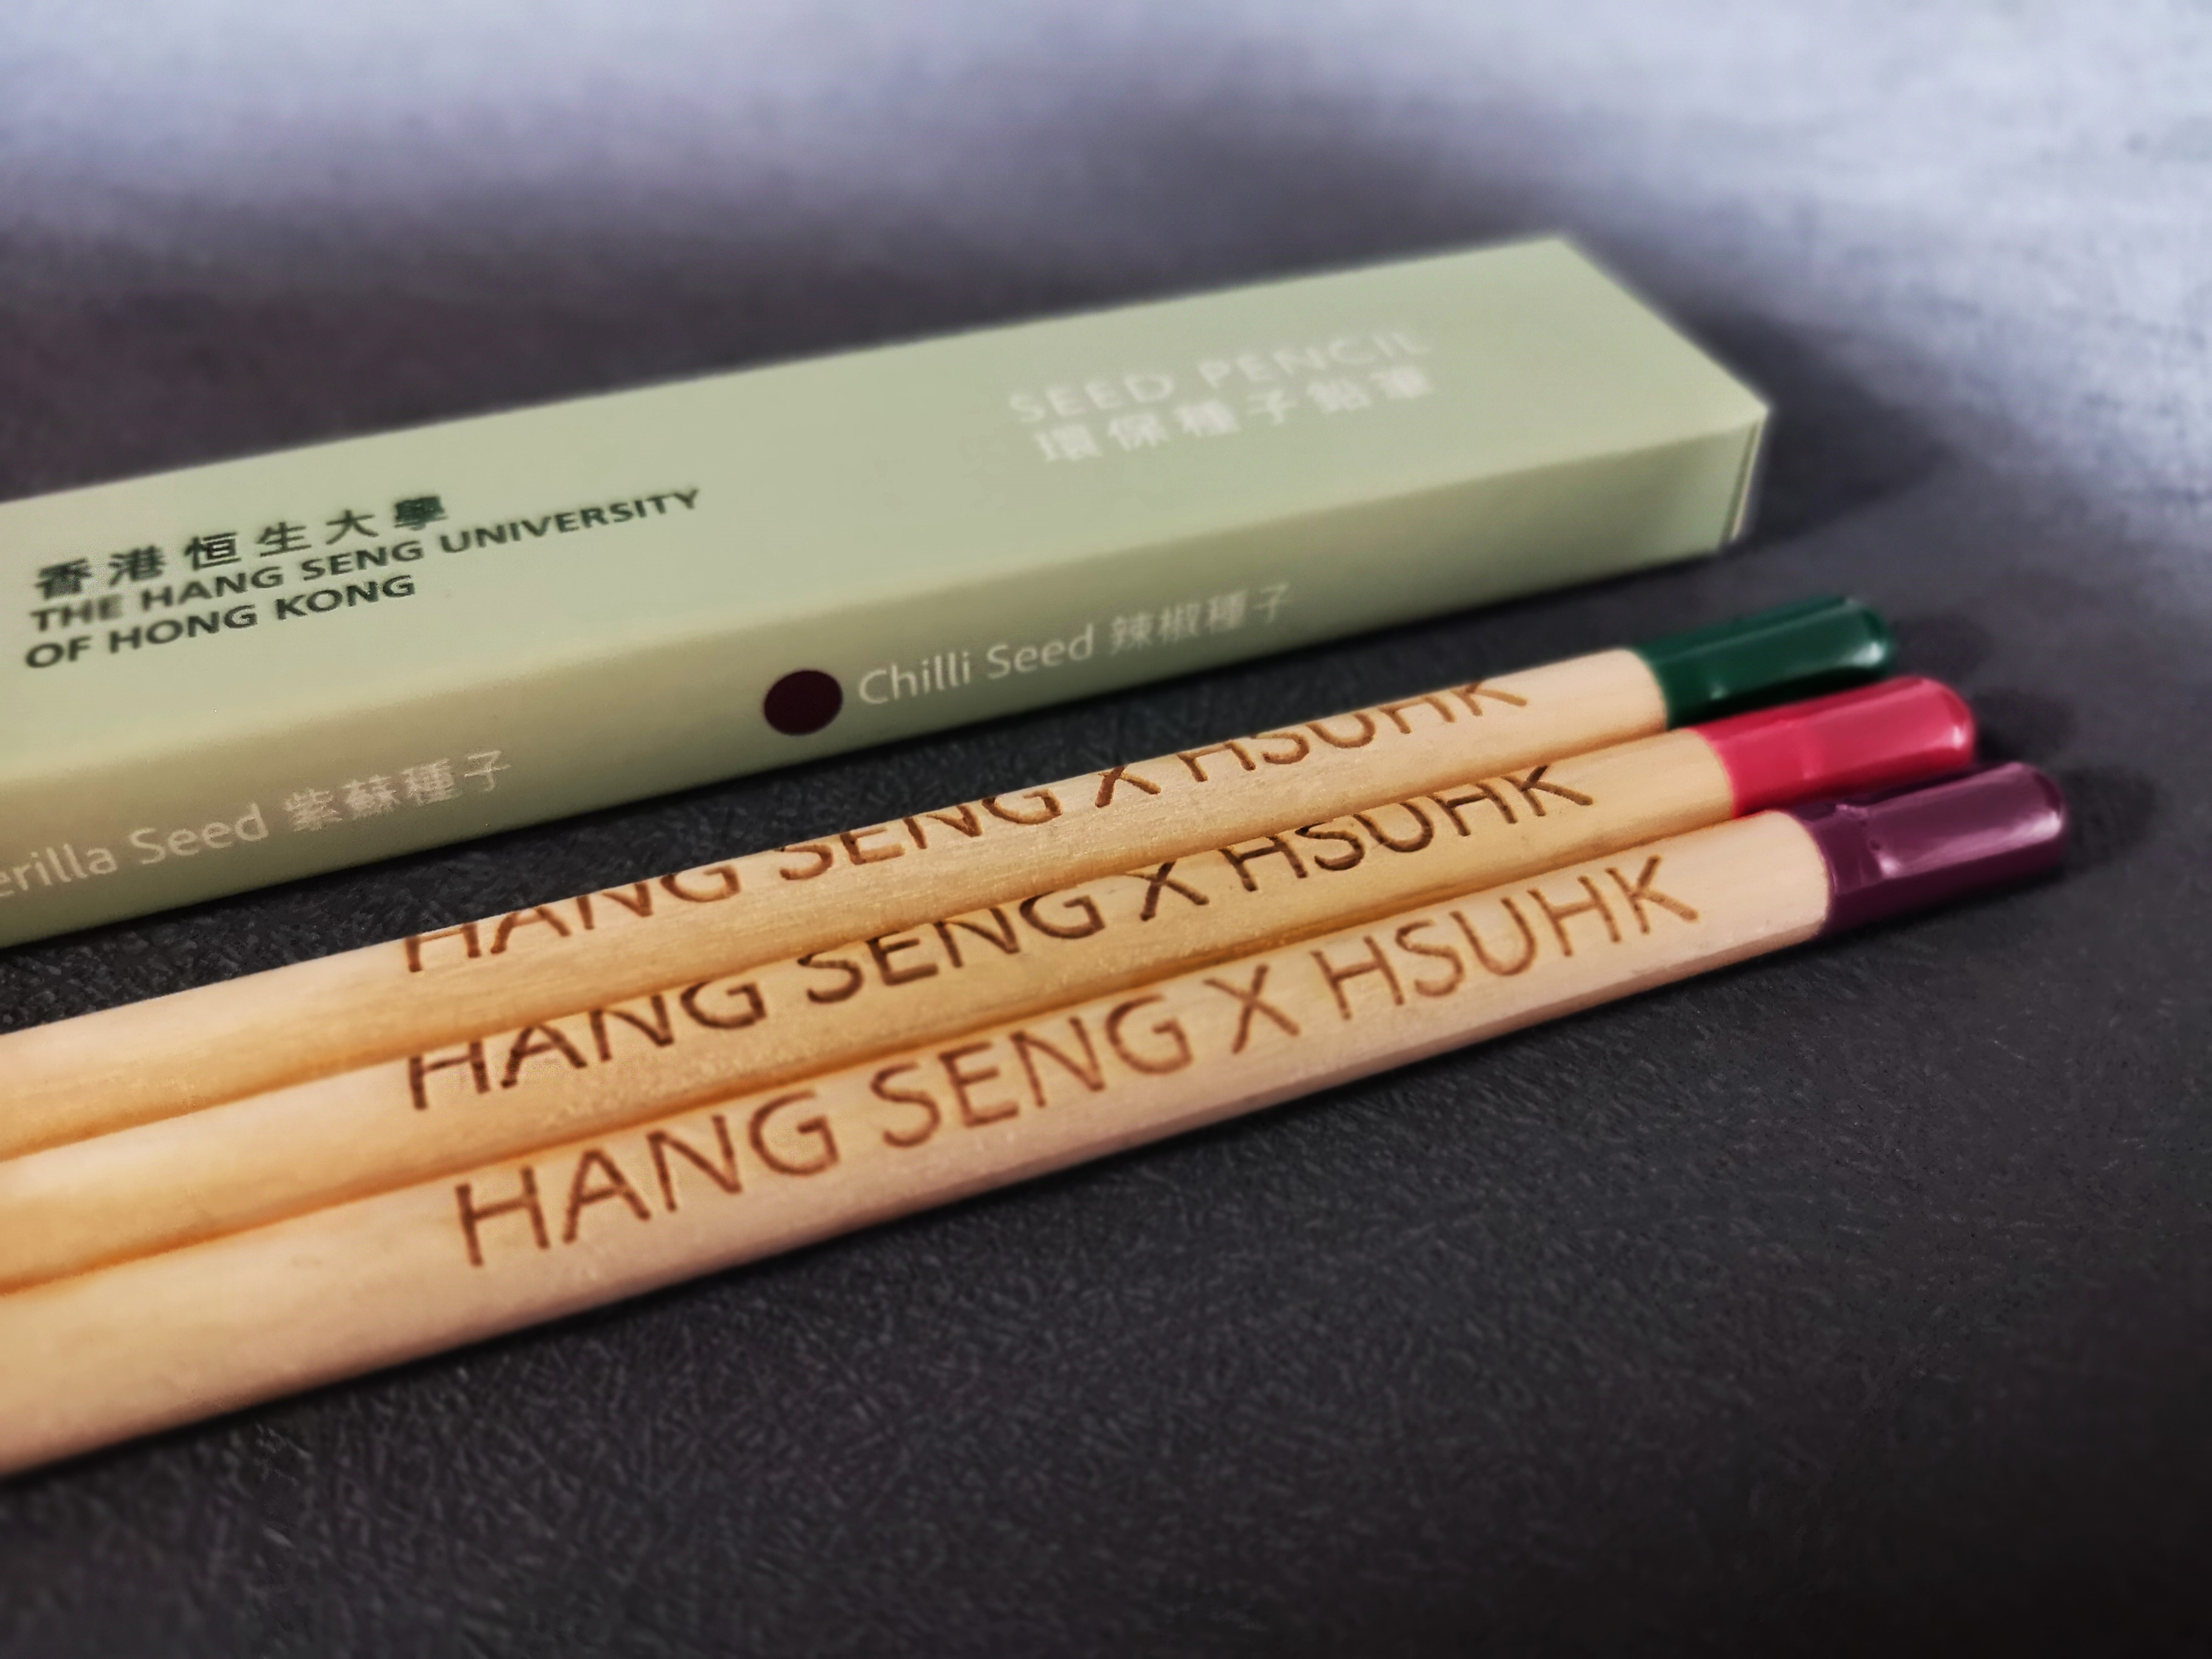 SEED PENCIL
環保種子鉛筆
香港恒生大學
THE HANG SENG UNIVERSITY
OF HONG KONG
Chilli Seed 辣椒種子
erilla Seed 紫蘇種子
HANG SENG X HSUHK
HANG SENG X HSUHK
HANG SENG X HSUHK